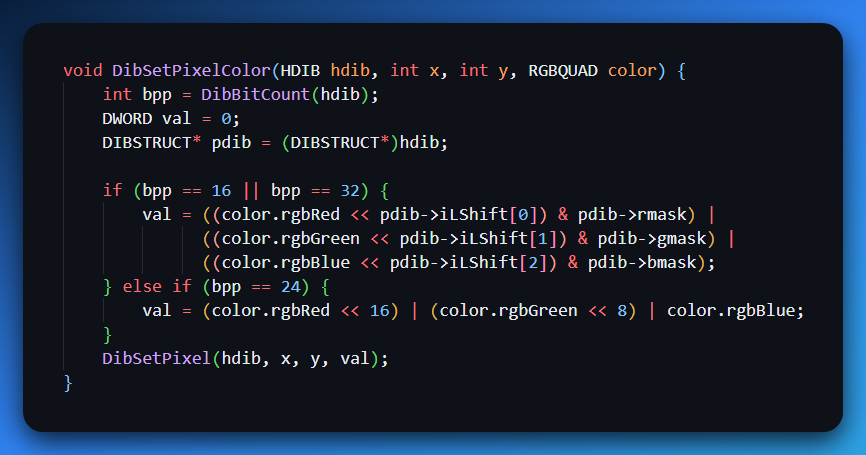 void DibSetPixelColor(HDIB hdib, int x, int y, RGBQUAD color) {
    int bpp = DibBitCount(hdib);
    DWORD val = 0;
    DIBSTRUCT* pdib = (DIBSTRUCT*)hdib;

    if (bpp == 16 || bpp == 32) {
        val = ((color.rgbRed << pdib->iLShift[0]) & pdib->rmask) |
              ((color.rgbGreen << pdib->iLShift[1]) & pdib->gmask) |
              ((color.rgbBlue << pdib->iLShift[2]) & pdib->bmask);
    } else if (bpp == 24) {
        val = (color.rgbRed << 16) | (color.rgbGreen << 8) | color.rgbBlue;
    }
    DibSetPixel(hdib, x, y, val);
}